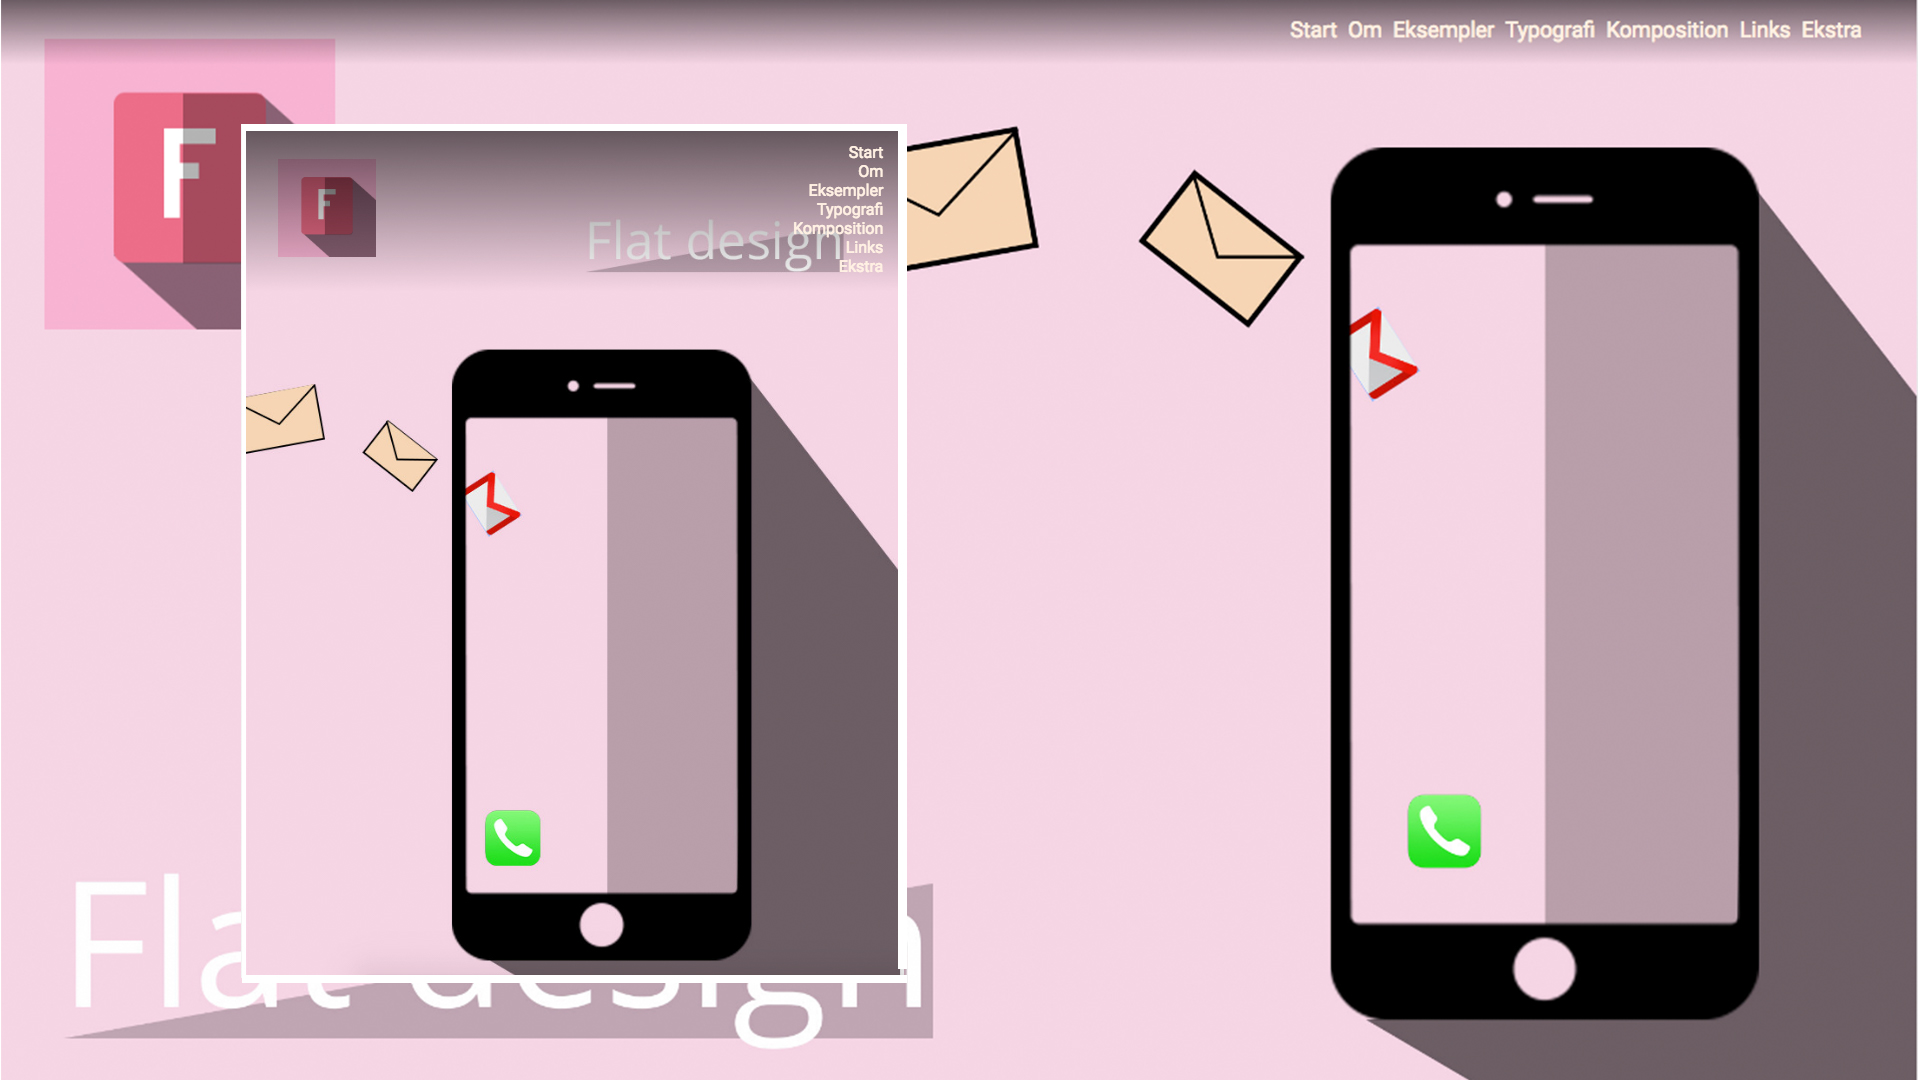 Start Om Eksempler Typografi Komposition Links Ekstra
F
F
Start
Om
Eksempler
Typografi
Komposition
Links
Ekstra
Flat design
Flat design